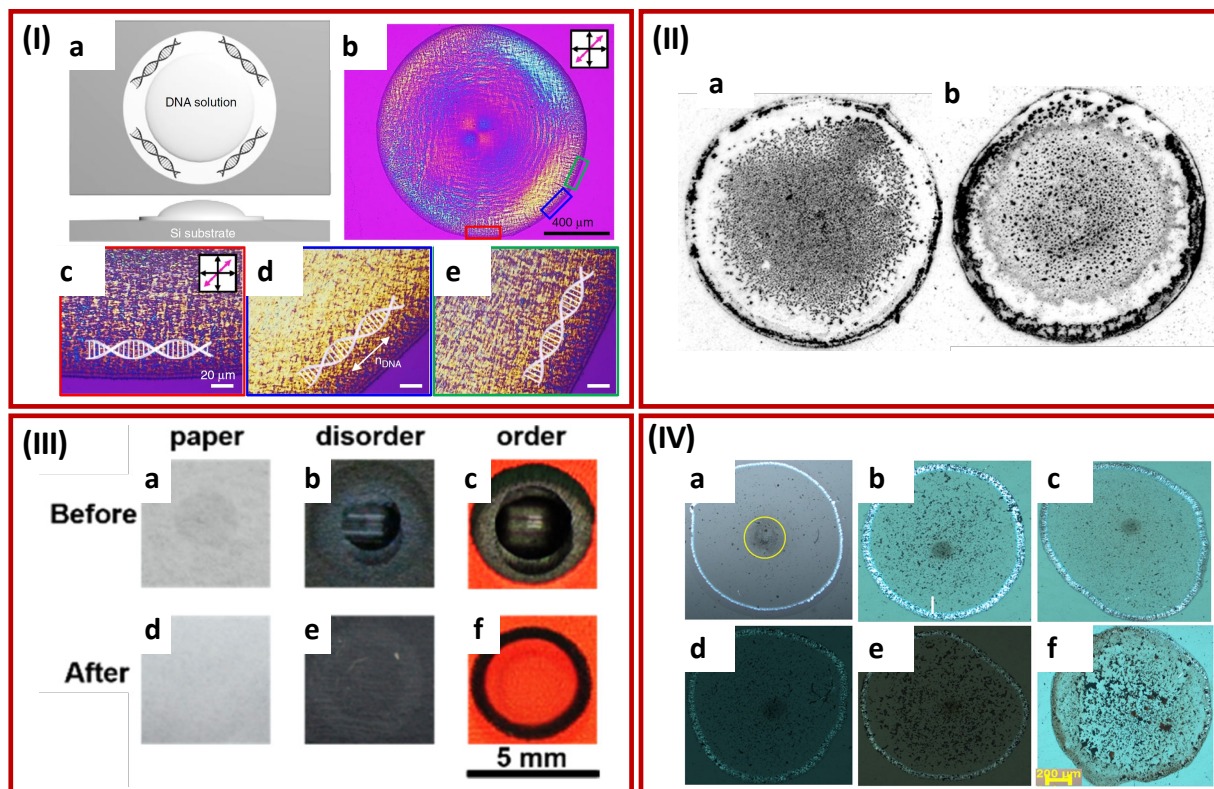 (I)
a
DNA solution
Si substrate
b
400 μm
c
20 μm
d
nDNA
e
(II)
a
b
(III)
paper
disorder
order
Before
a
b
c
After
d
e
f
5 mm
(IV)
a
b
c
d
e
f
200 μm